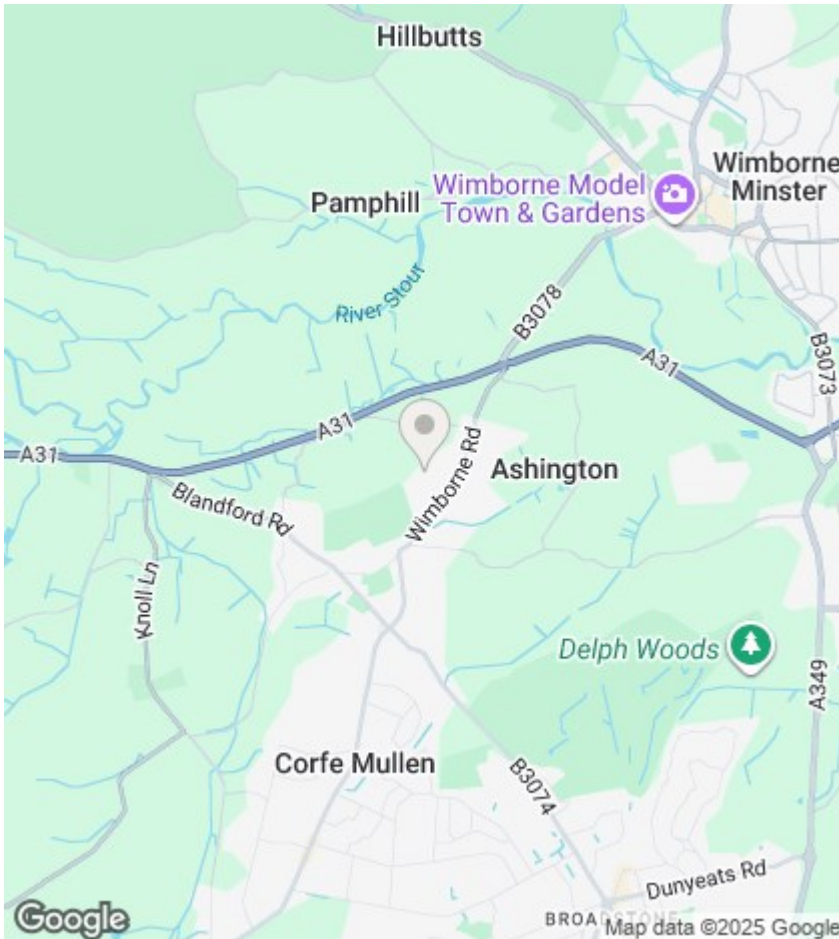 Hillbutts
Wimborne
Minster
Wimborne Model
Town & Gardens
Pamphill
River Stour
B3078
B3073
A31
A31
A31
Wimborne Rd
Ashington
Blandford Rd
Knoll Ln
Delph Woods
A349
Corfe Mullen
B3074
Dunyeats Rd
BROADSTONE
Google
Map data ©2025 Google